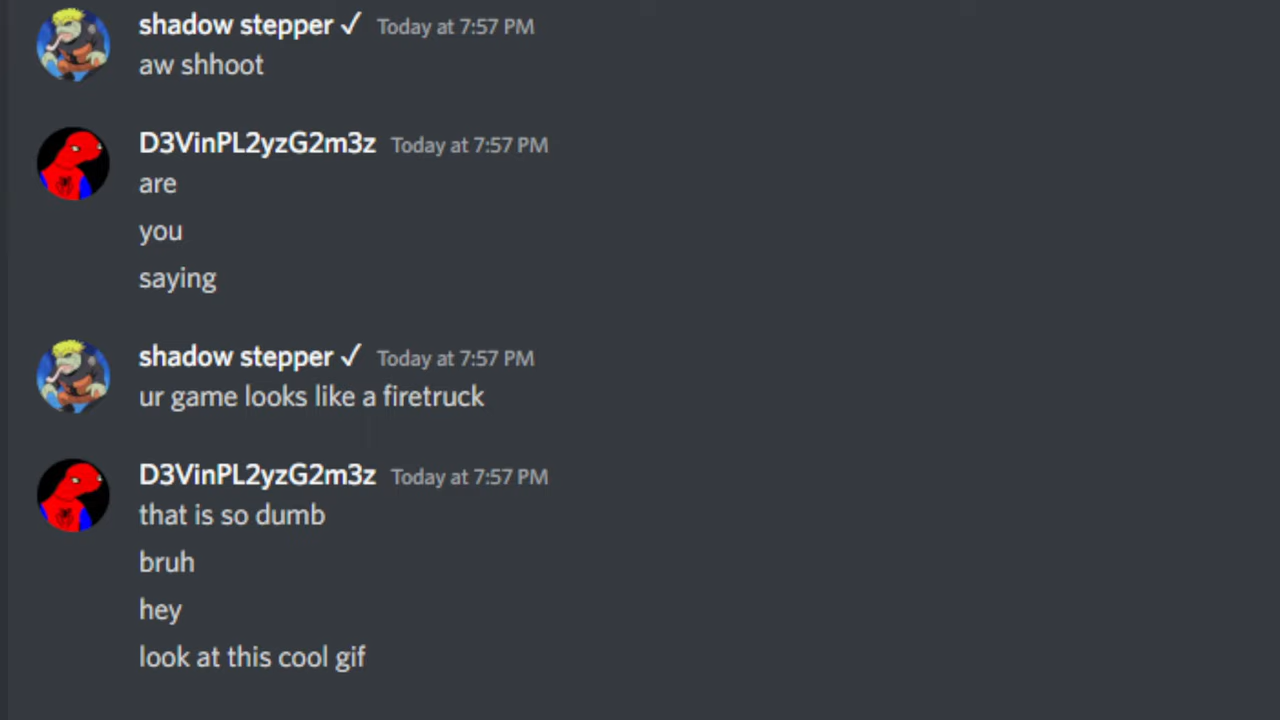 shadow stepper ✓ Today at 7:57 PM
aw shhoot
D3VinPL2yzG2m3z Today at 7:57 PM
are
you
saying
shadow stepper ✓ Today at 7:57 PM
ur game looks like a firetruck
D3VinPL2yzG2m3z Today at 7:57 PM
that is so dumb
bruh
hey
look at this cool gif